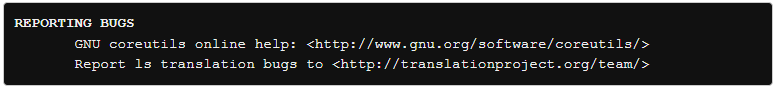 REPORTING BUGS
GNU coreutils online help: <http://www.gnu.org/software/coreutils/>
Report ls translation bugs to <http://translationproject.org/team/>